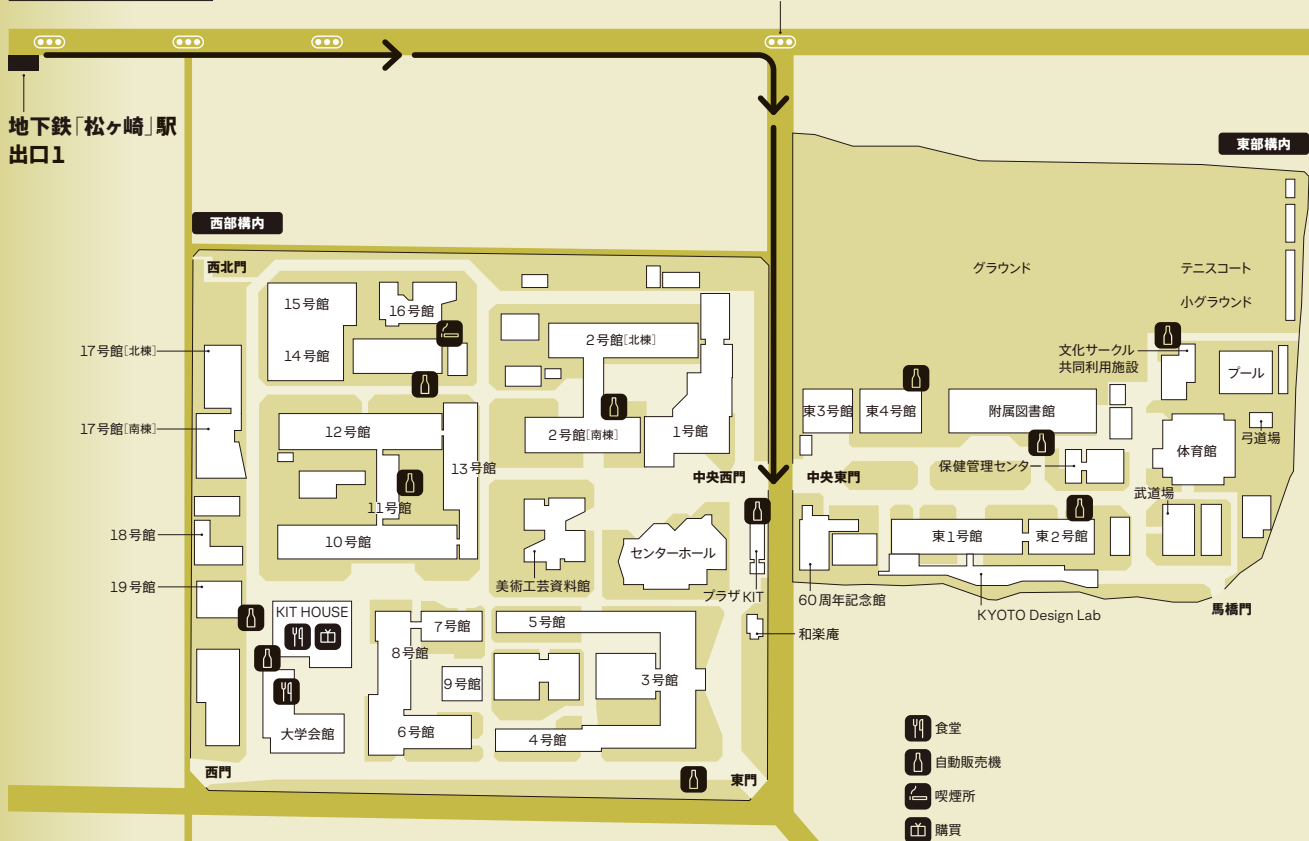 地下鉄「松ヶ崎」駅
出口1
東部構内
西部構内
西北門
グラウンド
テニスコート
小グラウンド
15号館
16号館
14号館
2号館[北棟]
17号館[北棟]
文化サークル
共同利用施設
プール
17号館[南棟]
12号館
13号館
2号館[南棟]
1号館
東3号館
東4号館
附属図書館
体育館
弓道場
中央西門
中央東門
保健管理センター
武道場
11号館
18号館
10号館
センターホール
東1号館
東2号館
19号館
美術工芸資料館
プラザKIT
60周年記念館
KYOTO Design Lab
馬橋門
KIT HOUSE
7号館
5号館
和楽庵
8号館
9号館
3号館
大学会館
6号館
4号館
西門
東門
食堂
自動販売機
喫煙所
購買